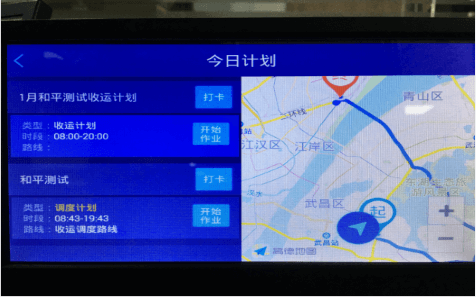 今日计划
1月和平测试收运计划
打卡
类型：收运计划
时段：08:00-20:00
路线：
开始
作业
和平测试
打卡
类型：调度计划
时段：08:43-19:43
路线：收运调度路线
开始
作业
青山区
二环线
江汉区
江岸区
武昌区
起
武昌站
高德地图